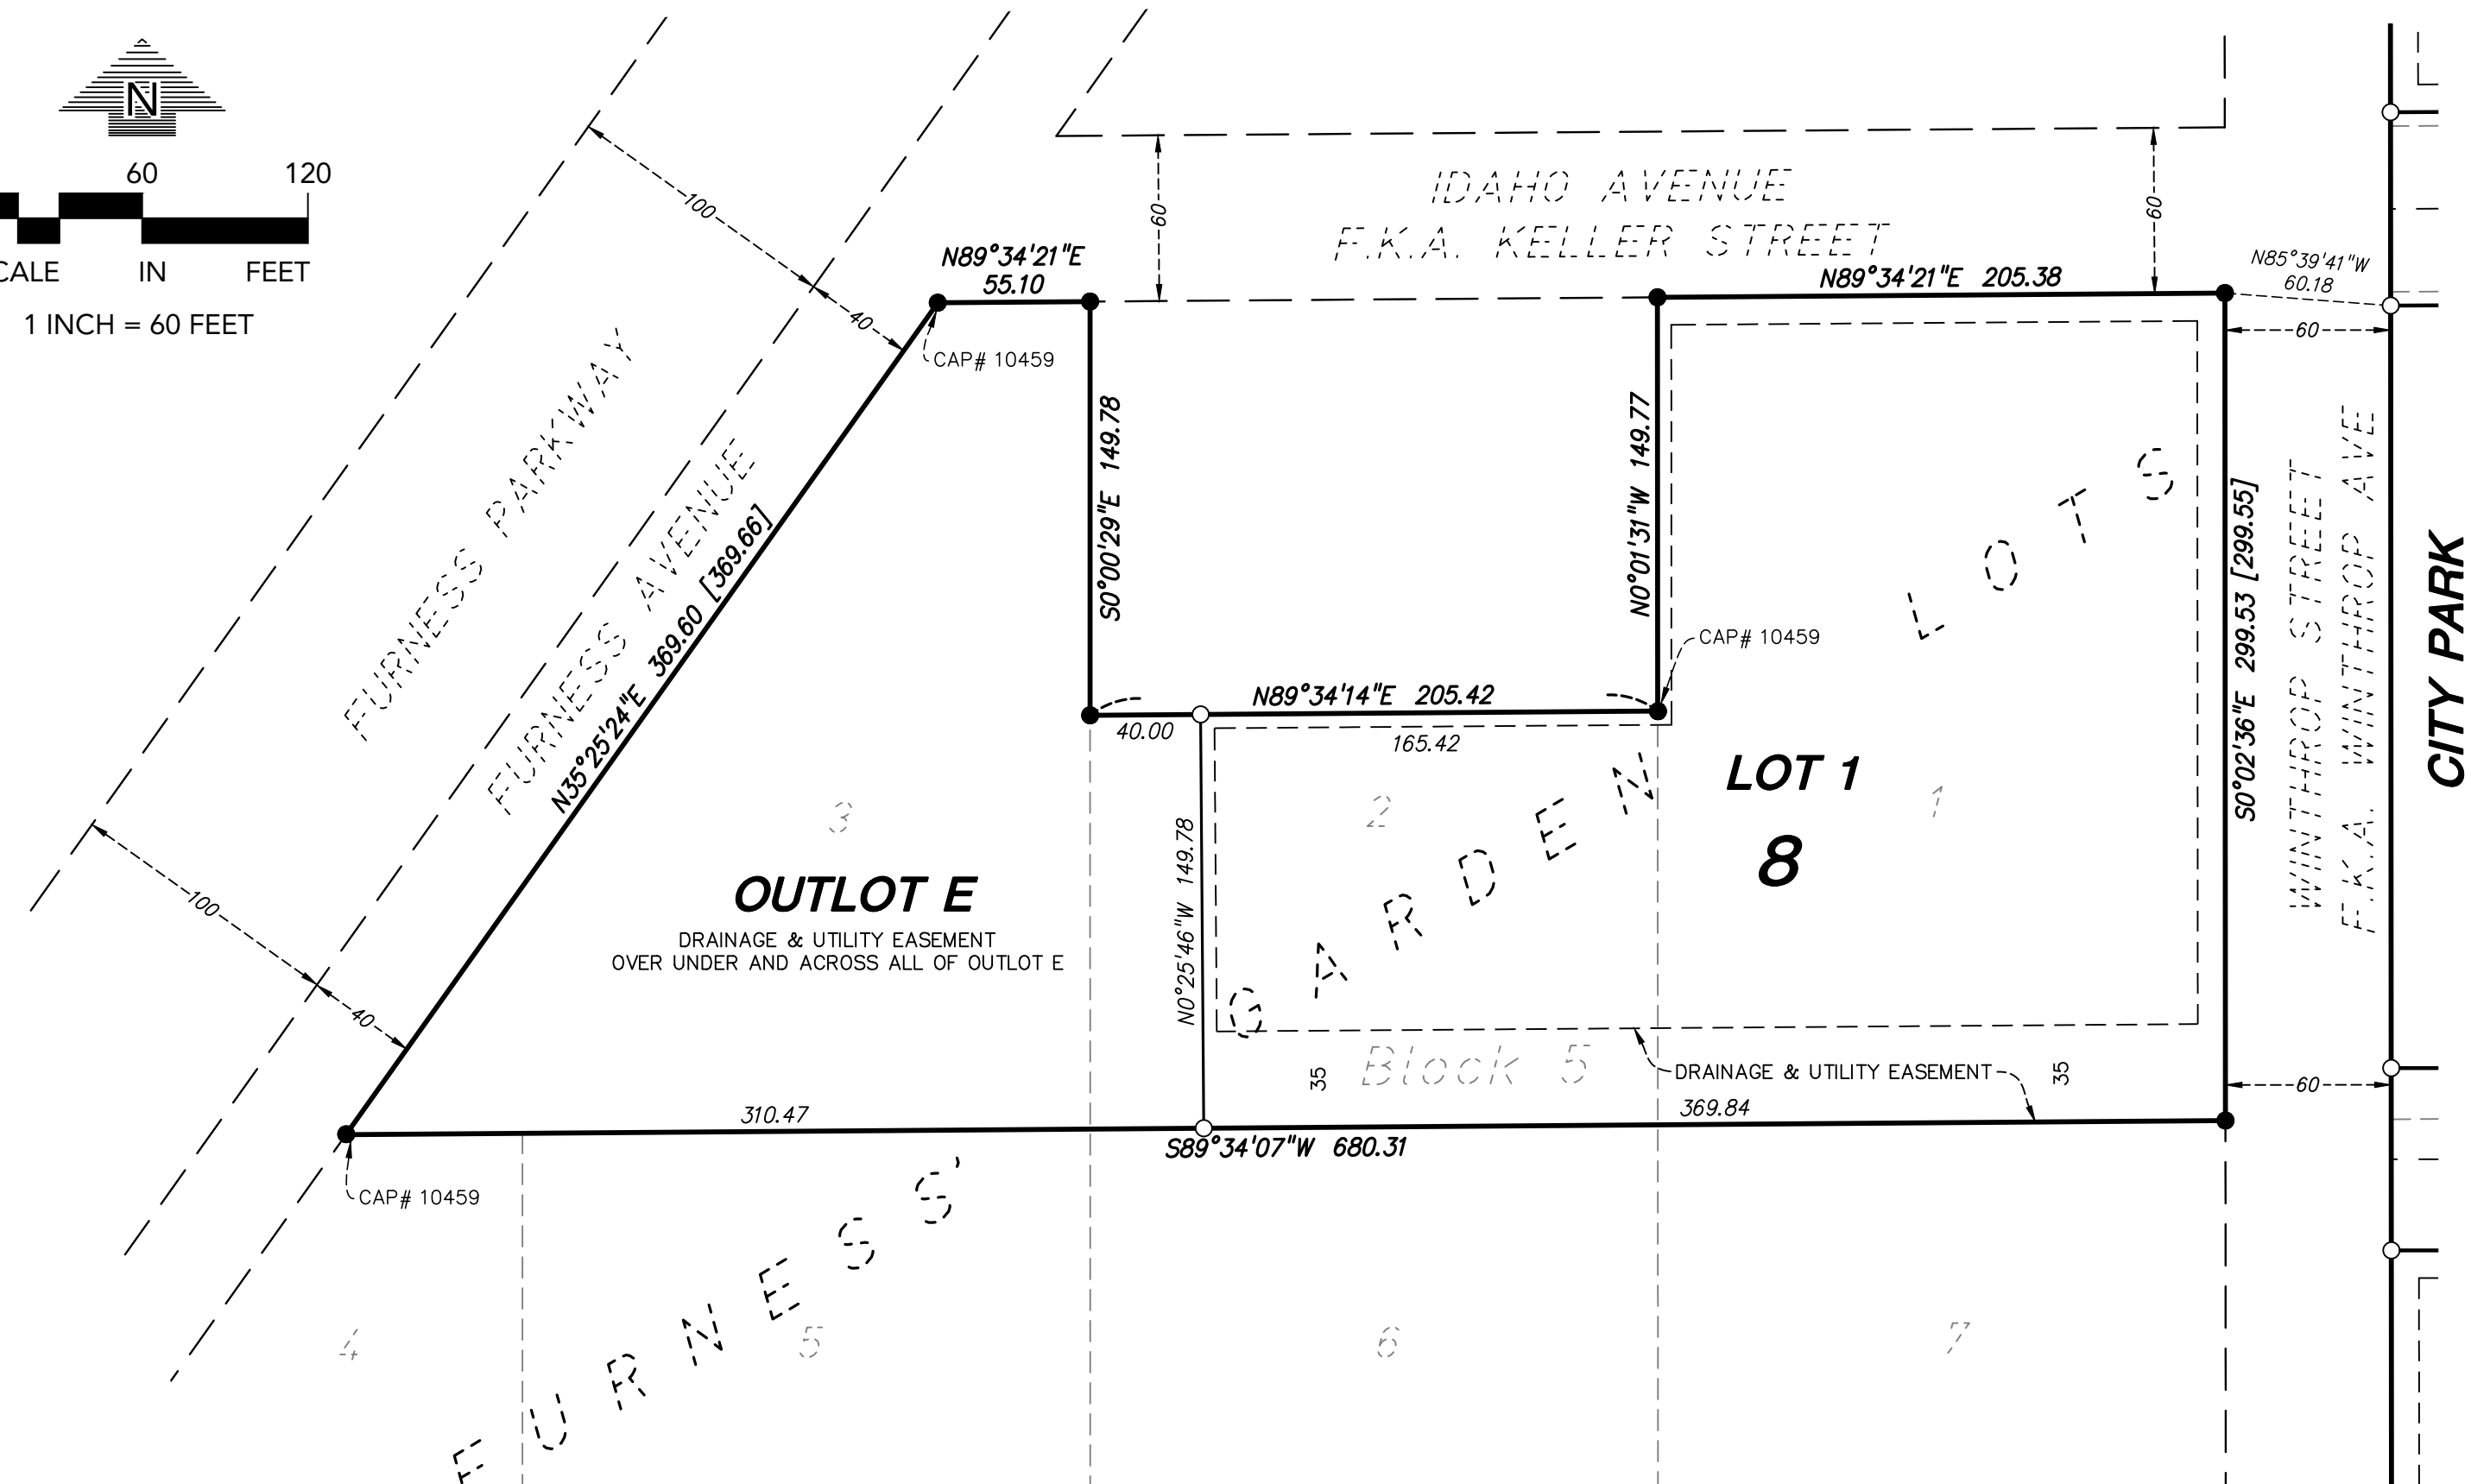 N
60 120
CALE IN FEET
1 INCH = 60 FEET
100
40
N89°34'21"E
55.10
CAP# 10459
60
IDAHO AVENUE
F.K.A. KELLER STREET
60
N89°34'21"E 205.38
N85°39'41"W
60.18
60
FURNESS PARKWAY
FURNESS AVENUE
N35°25'24"E 369.60 [369.66]
S0°00'29"E 149.78
N0°01'31"W 149.77
CAP# 10459
S0°02'36"E 299.53 [299.55]
WINTHROP STREET
F.K.A. WINTHROP AVE
CITY PARK
N89°34'14"E 205.42
40.00
165.42
3
2
1
LOT 1
8
OUTLOT E
DRAINAGE & UTILITY EASEMENT
OVER UNDER AND ACROSS ALL OF OUTLOT E
N0°25'46"W 149.78
100
40
Block 5
35
DRAINAGE & UTILITY EASEMENT
35
60
310.47
369.84
S89°34'07"W 680.31
CAP# 10459
FURNESS' GARDEN LOTS
4
5
6
7